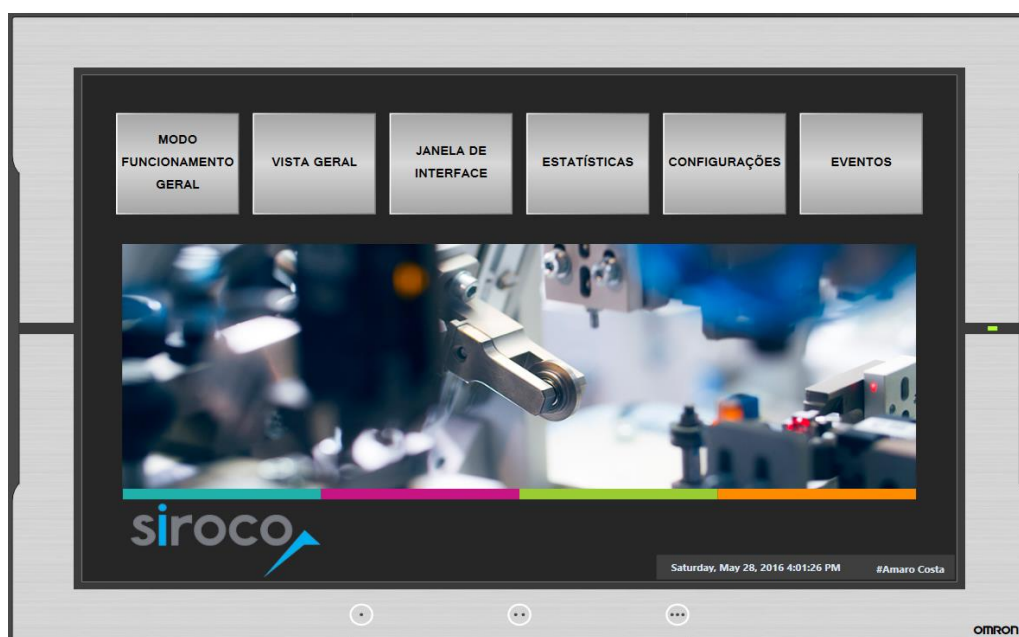 MODO
FUNCIONAMENTO
GERAL
VISTA GERAL
JANELA DE
INTERFACE
ESTATÍSTICAS
CONFIGURAÇÕES
EVENTOS
siroco
Saturday, May 28, 2016 4:01:26 PM
#Amaro Costa
OMRON